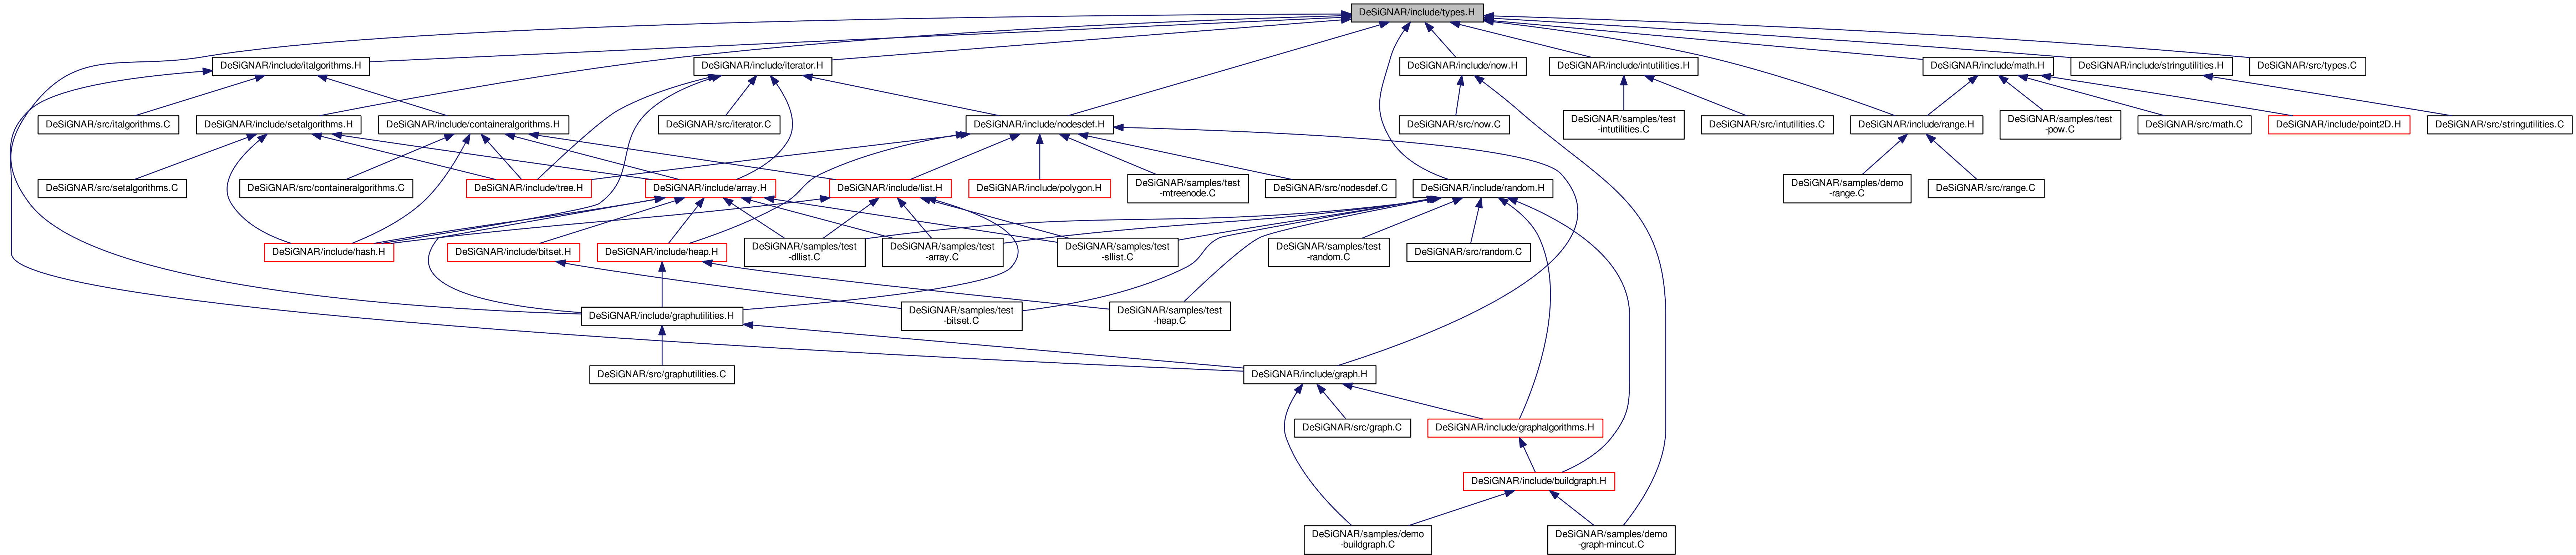 DeSiGNAR/include/types.H
DeSiGNAR/include/italgorithms.H
DeSiGNAR/include/iterator.H
DeSiGNAR/include/now.H
DeSiGNAR/include/intutilities.H
DeSiGNAR/include/math.H
DeSiGNAR/include/stringutilities.H
DeSiGNAR/src/types.C
DeSiGNAR/src/italgorithms.C
DeSiGNAR/include/setalgorithms.H
DeSiGNAR/include/containeralgorithms.H
DeSiGNAR/src/iterator.C
DeSiGNAR/include/nodesdef.H
DeSiGNAR/src/now.C
DeSiGNAR/samples/test
-intutilities.C
DeSiGNAR/src/intutilities.C
DeSiGNAR/include/range.H
DeSiGNAR/samples/test
-pow.C
DeSiGNAR/src/math.C
DeSiGNAR/include/point2D.H
DeSiGNAR/src/stringutilities.C
DeSiGNAR/src/setalgorithms.C
DeSiGNAR/src/containeralgorithms.C
DeSiGNAR/include/tree.H
DeSiGNAR/include/array.H
DeSiGNAR/include/list.H
DeSiGNAR/include/polygon.H
DeSiGNAR/samples/test
-mtreenode.C
DeSiGNAR/src/nodesdef.C
DeSiGNAR/include/random.H
DeSiGNAR/samples/demo
-range.C
DeSiGNAR/src/range.C
DeSiGNAR/include/hash.H
DeSiGNAR/include/bitset.H
DeSiGNAR/include/heap.H
DeSiGNAR/samples/test
-dllist.C
DeSiGNAR/samples/test
-array.C
DeSiGNAR/samples/test
-sllist.C
DeSiGNAR/samples/test
-random.C
DeSiGNAR/src/random.C
DeSiGNAR/include/graphutilities.H
DeSiGNAR/samples/test
-bitset.C
DeSiGNAR/samples/test
-heap.C
DeSiGNAR/src/graphutilities.C
DeSiGNAR/include/graph.H
DeSiGNAR/src/graph.C
DeSiGNAR/include/graphalgorithms.H
DeSiGNAR/include/buildgraph.H
DeSiGNAR/samples/demo
-buildgraph.C
DeSiGNAR/samples/demo
-graph-mincut.C